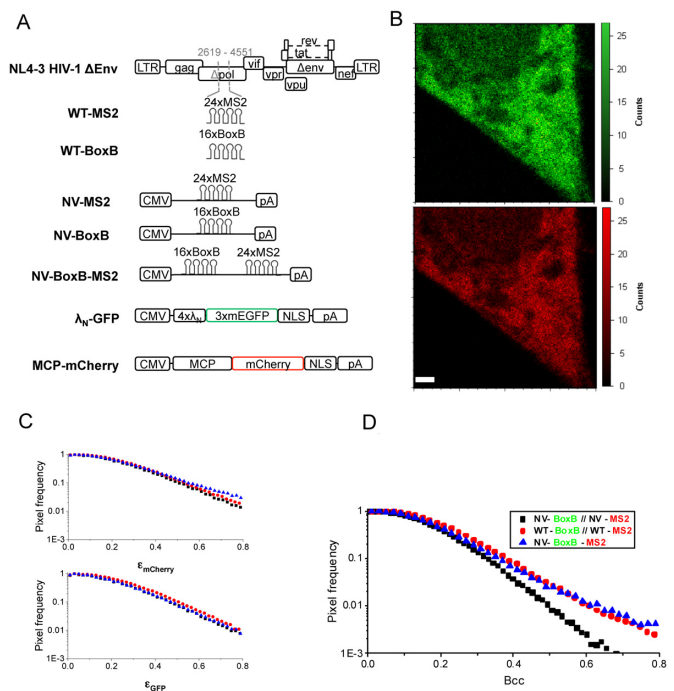 A
2619 - 4551
rev
tat
NL4-3 HIV-1 ΔEnv
LTR
gag
Δpol
vif
vpr
vpu
Δenv
nef
LTR
24xMS2
WT-MS2
16xBoxB
WT-BoxB
24xMS2
NV-MS2
CMV
pA
16xBoxB
NV-BoxB
CMV
pA
16xBoxB
24xMS2
NV-BoxB-MS2
CMV
pA
λN-GFP
CMV
4xλN
3xmEGFP
NLS
pA
MCP-mCherry
CMV
MCP
mCherry
NLS
pA
B
25
20
15
10
5
0
Counts
25
20
15
10
5
0
Counts
C
Pixel frequency
1
0.1
0.01
1E-3
0.0 0.2 0.4 0.6 0.8
εmCherry
Pixel frequency
1
0.1
0.01
1E-3
0.0 0.2 0.4 0.6 0.8
εGFP
D
NV- BoxB // NV - MS2
WT - BoxB // WT - MS2
NV- BoxB - MS2
Pixel frequency
1
0.1
0.01
1E-3
0.0 0.2 0.4 0.6 0.8
Bcc